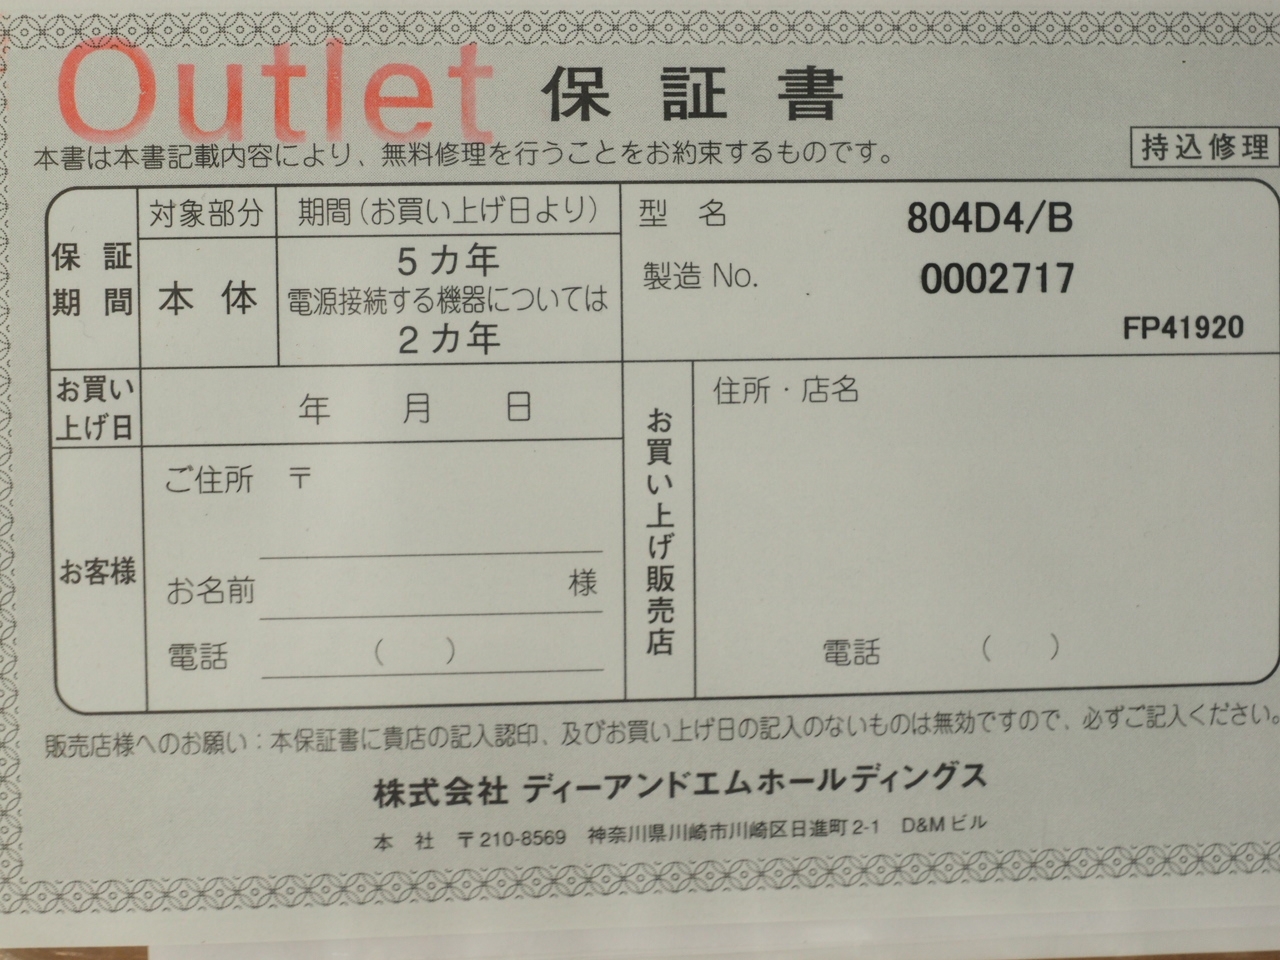 Outlet 保証書
本書は本書記載内容により、無料修理を行うことをお約束するものです。
持込修理
保証期間
対象部分
期間（お買い上げ日より）
本体
5カ年
電源接続する機器については
2カ年
型名 804D4/B
製造 No. 0002717
FP41920
お買い上げ日
年 月 日
お客様
ご住所 〒
お名前 様
電話 （ ）
お買い上げ販売店
住所・店名
電話 （ ）
販売店様へのお願い：本保証書に貴店の記入認印、及びお買い上げ日の記入のないものは無効ですので、必ずご記入ください。
株式会社 ディーアンドエムホールディングス
本 社 〒210-8569 神奈川県川崎市川崎区日進町2-1 D&Mビル